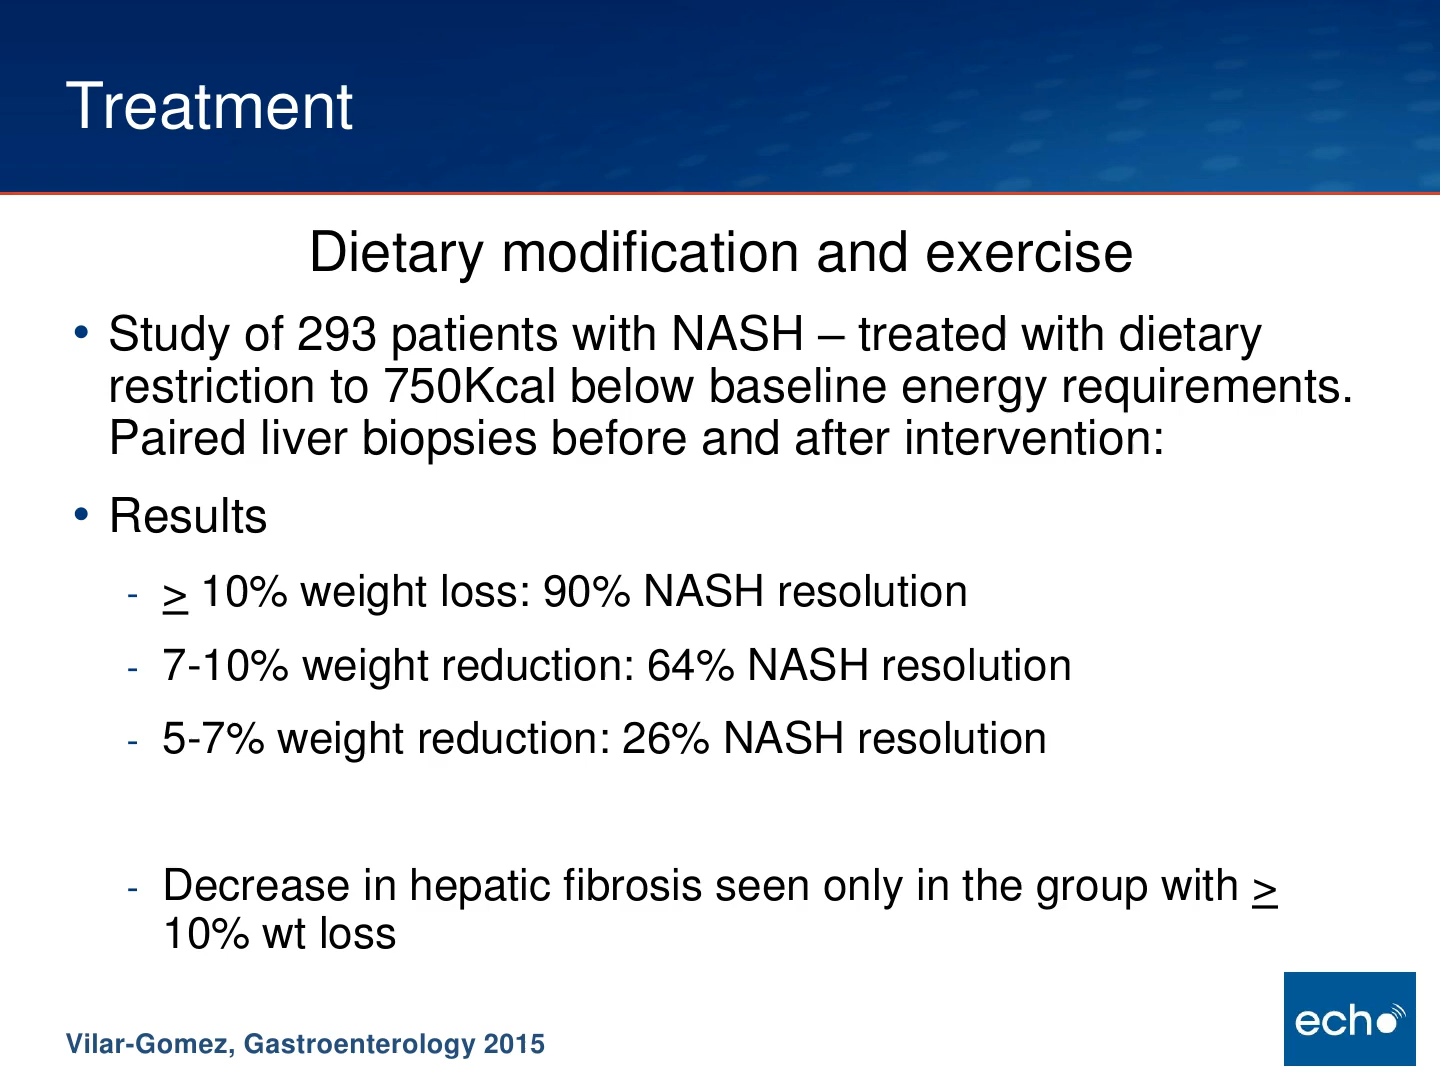 Treatment
Dietary modification and exercise
• Study of 293 patients with NASH – treated with dietary
restriction to 750Kcal below baseline energy requirements.
Paired liver biopsies before and after intervention:
• Results
- ≥ 10% weight loss: 90% NASH resolution
- 7-10% weight reduction: 64% NASH resolution
- 5-7% weight reduction: 26% NASH resolution
- Decrease in hepatic fibrosis seen only in the group with ≥
10% wt loss
echo
Vilar-Gomez, Gastroenterology 2015